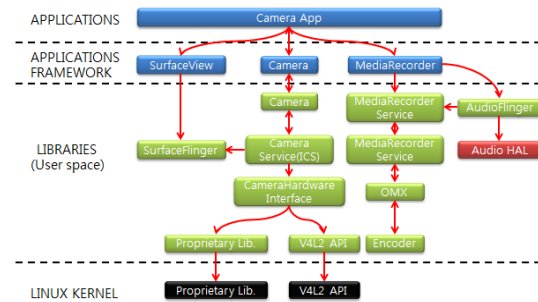 APPLICATIONS
Camera App
APPLICATIONS
FRAMEWORK
SurfaceView
Camera
MediaRecorder
Camera
MediaRecorder
Service
AudioFlinger
LIBRARIES
(User space)
SurfaceFlinger
Camera
Service(ICS)
MediaRecorder
Service
Audio HAL
CameraHardware
Interface
OMX
Proprietary Lib.
V4L2 API
Encoder
LINUX KERNEL
Proprietary Lib.
V4L2 API